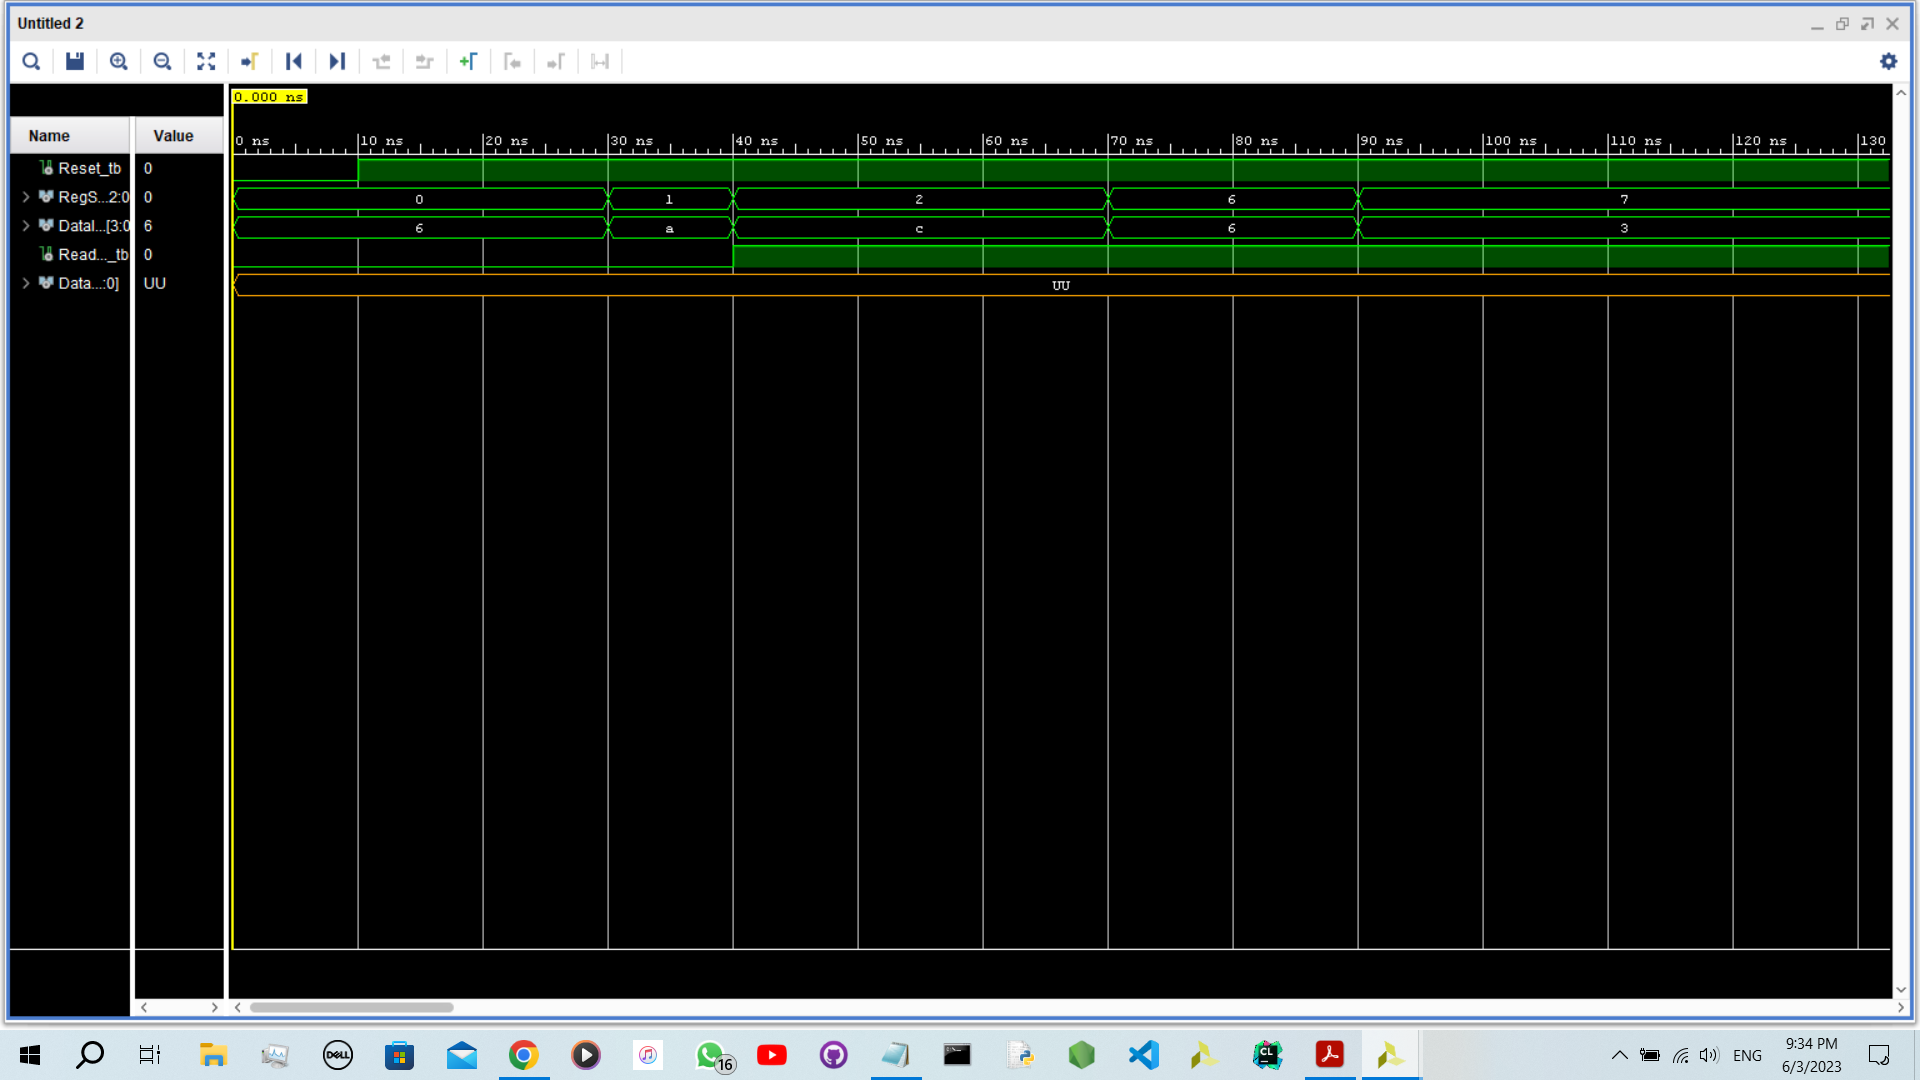 Untitled 2
0.000 ns
Name Value
0 ns 10 ns 20 ns 30 ns 40 ns 50 ns 60 ns 70 ns 80 ns 90 ns 100 ns 110 ns 120 ns 130
Reset_tb 0
RegS...2:0 0 0 1 2 6 7
DataI...[3:0 6 6 a c 6 3
Read..._tb 0
Data...:0] UU UU
DELL 16 CL ENG 9:34 PM
6/3/2023